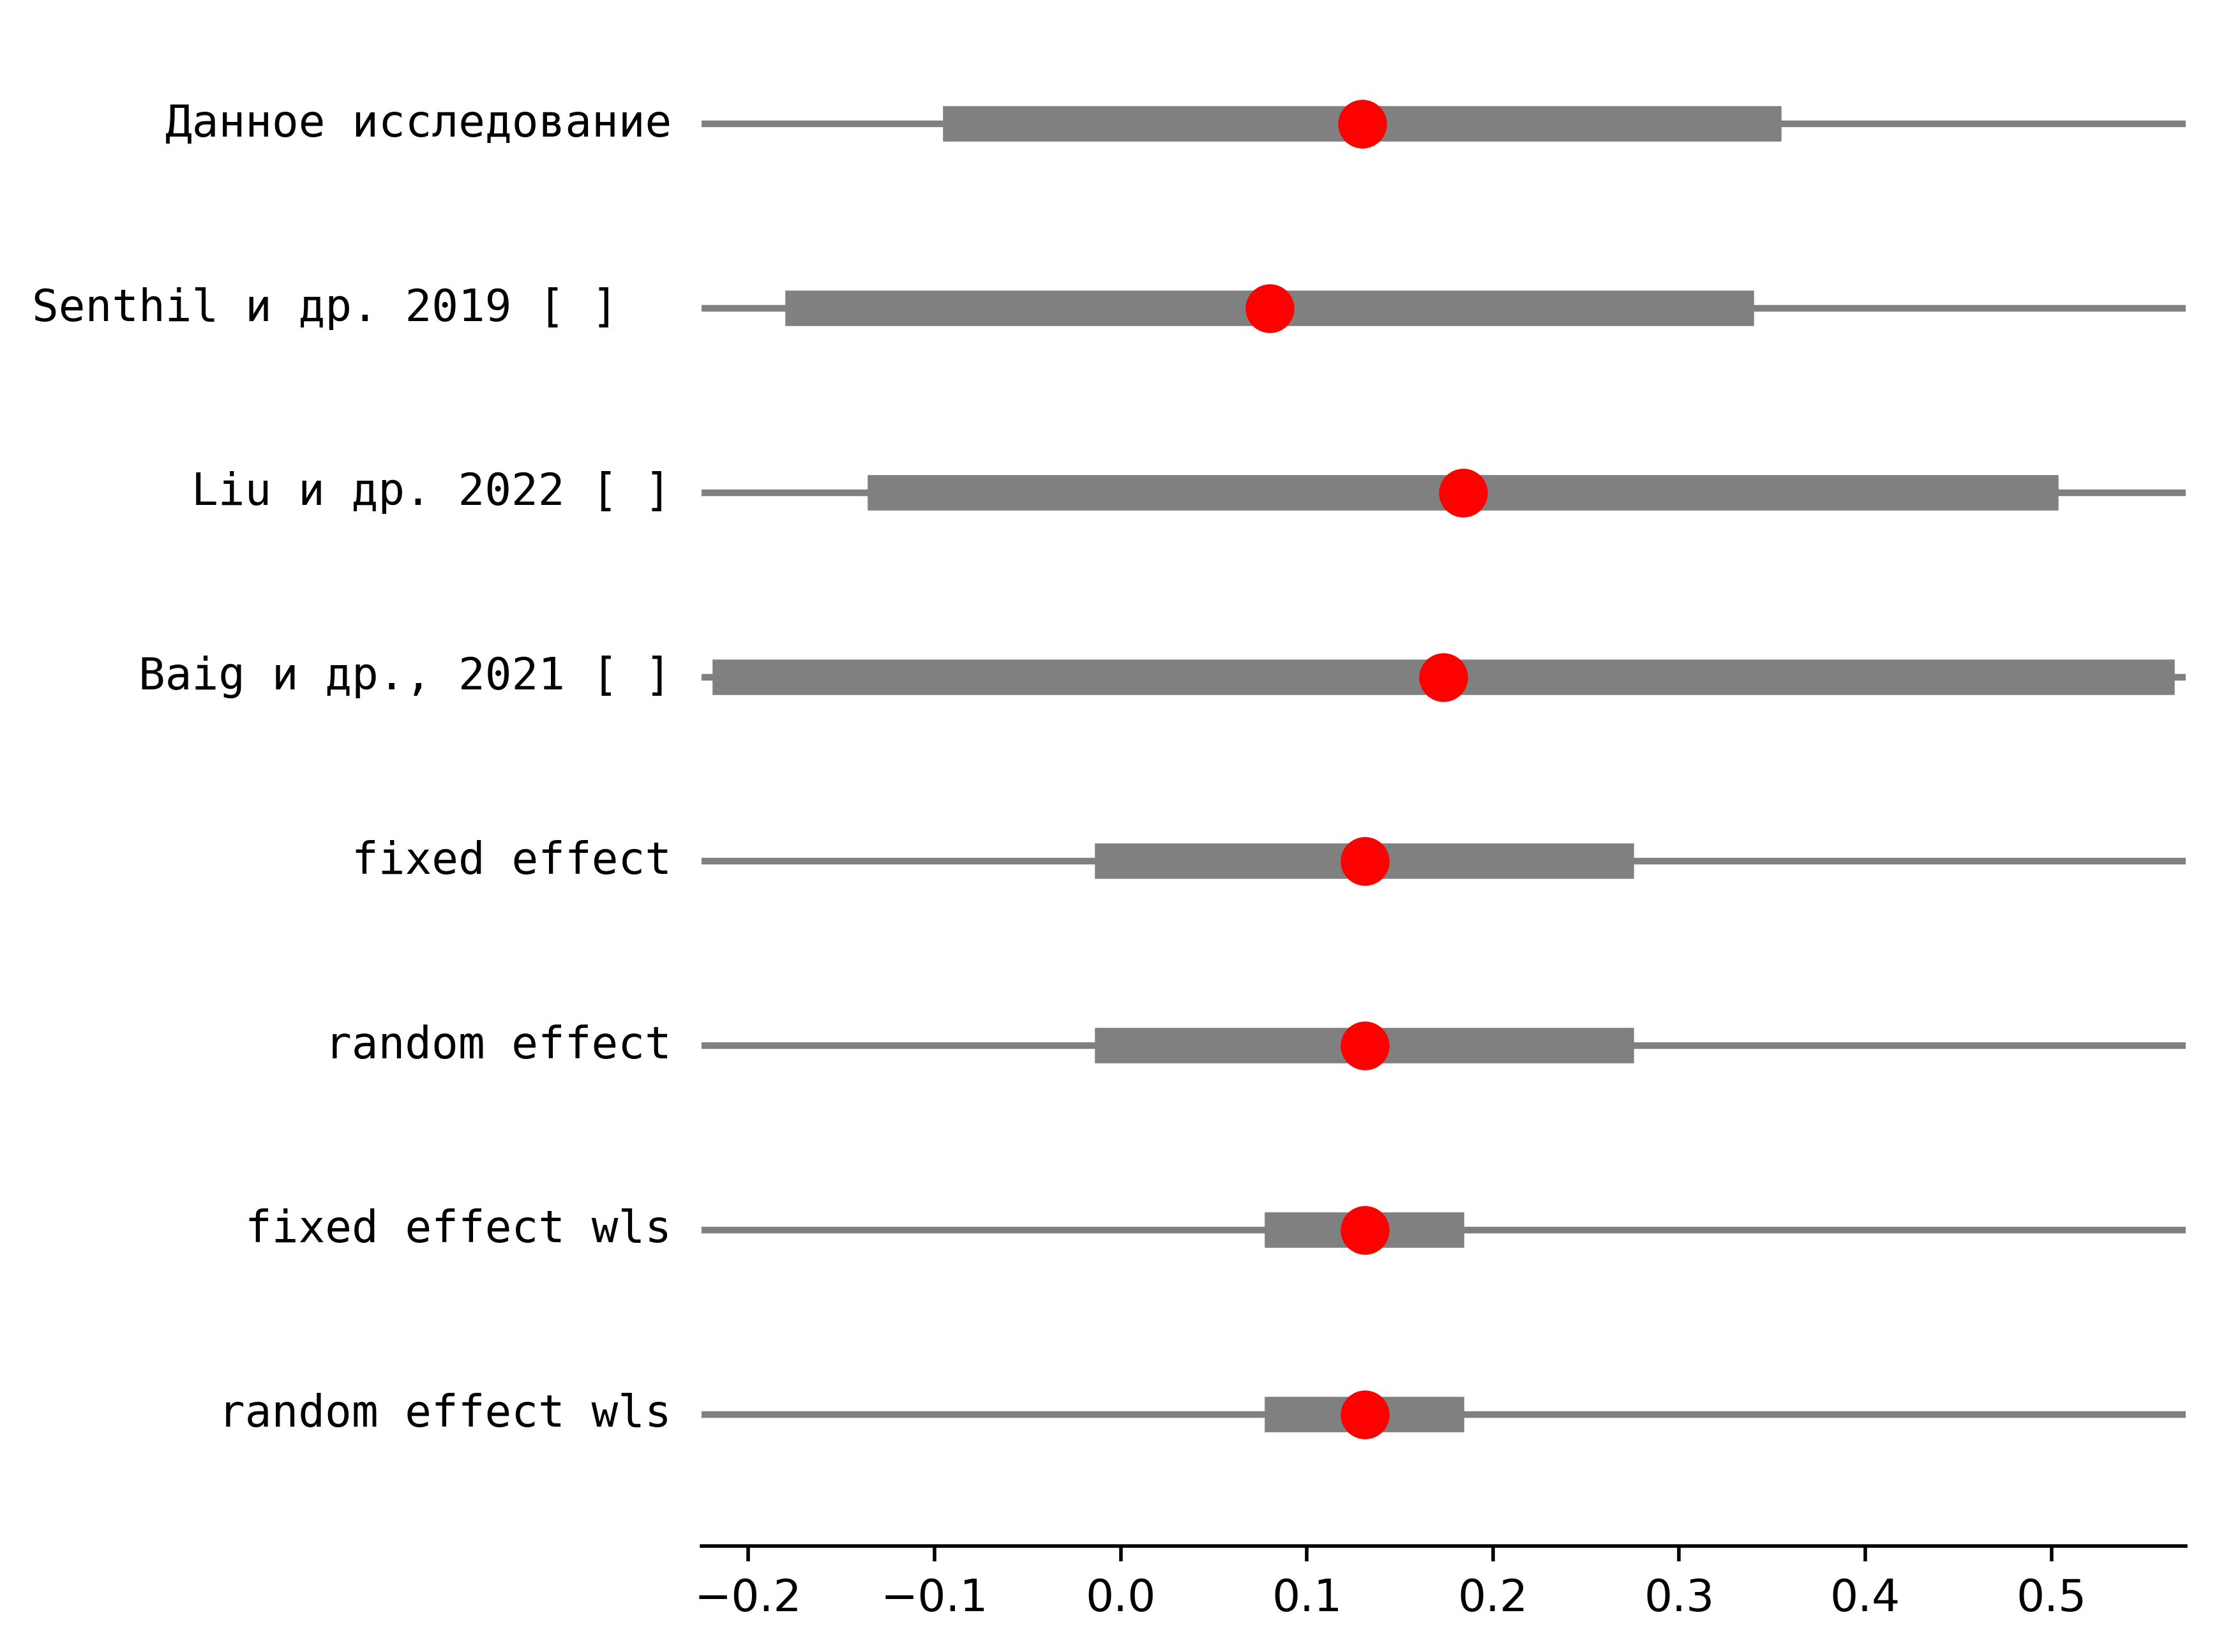 Данное исследование
Senthil и др. 2019 [ ]
Liu и др. 2022 [ ]
Baig и др., 2021 [ ]
fixed effect
random effect
fixed effect wls
random effect wls
−0.2 −0.1 0.0 0.1 0.2 0.3 0.4 0.5